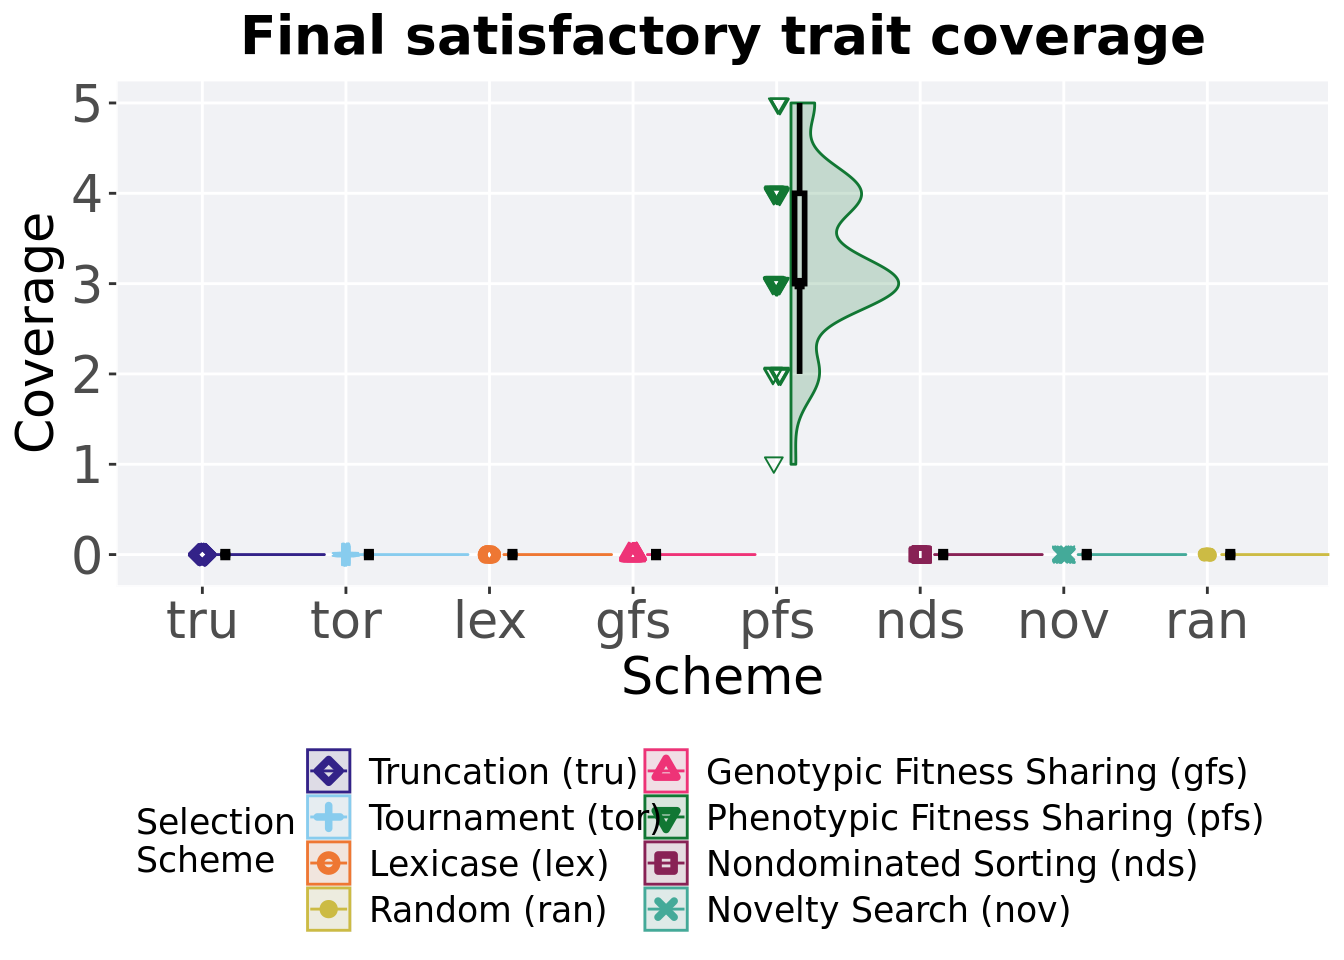 Final satisfactory trait coverage
Coverage
5
4
3
2
1
0
tru tor lex gfs pfs nds nov ran
Scheme
Selection
Scheme
Truncation (tru)
Tournament (tor)
Lexicase (lex)
Random (ran)
Genotypic Fitness Sharing (gfs)
Phenotypic Fitness Sharing (pfs)
Nondominated Sorting (nds)
Novelty Search (nov)